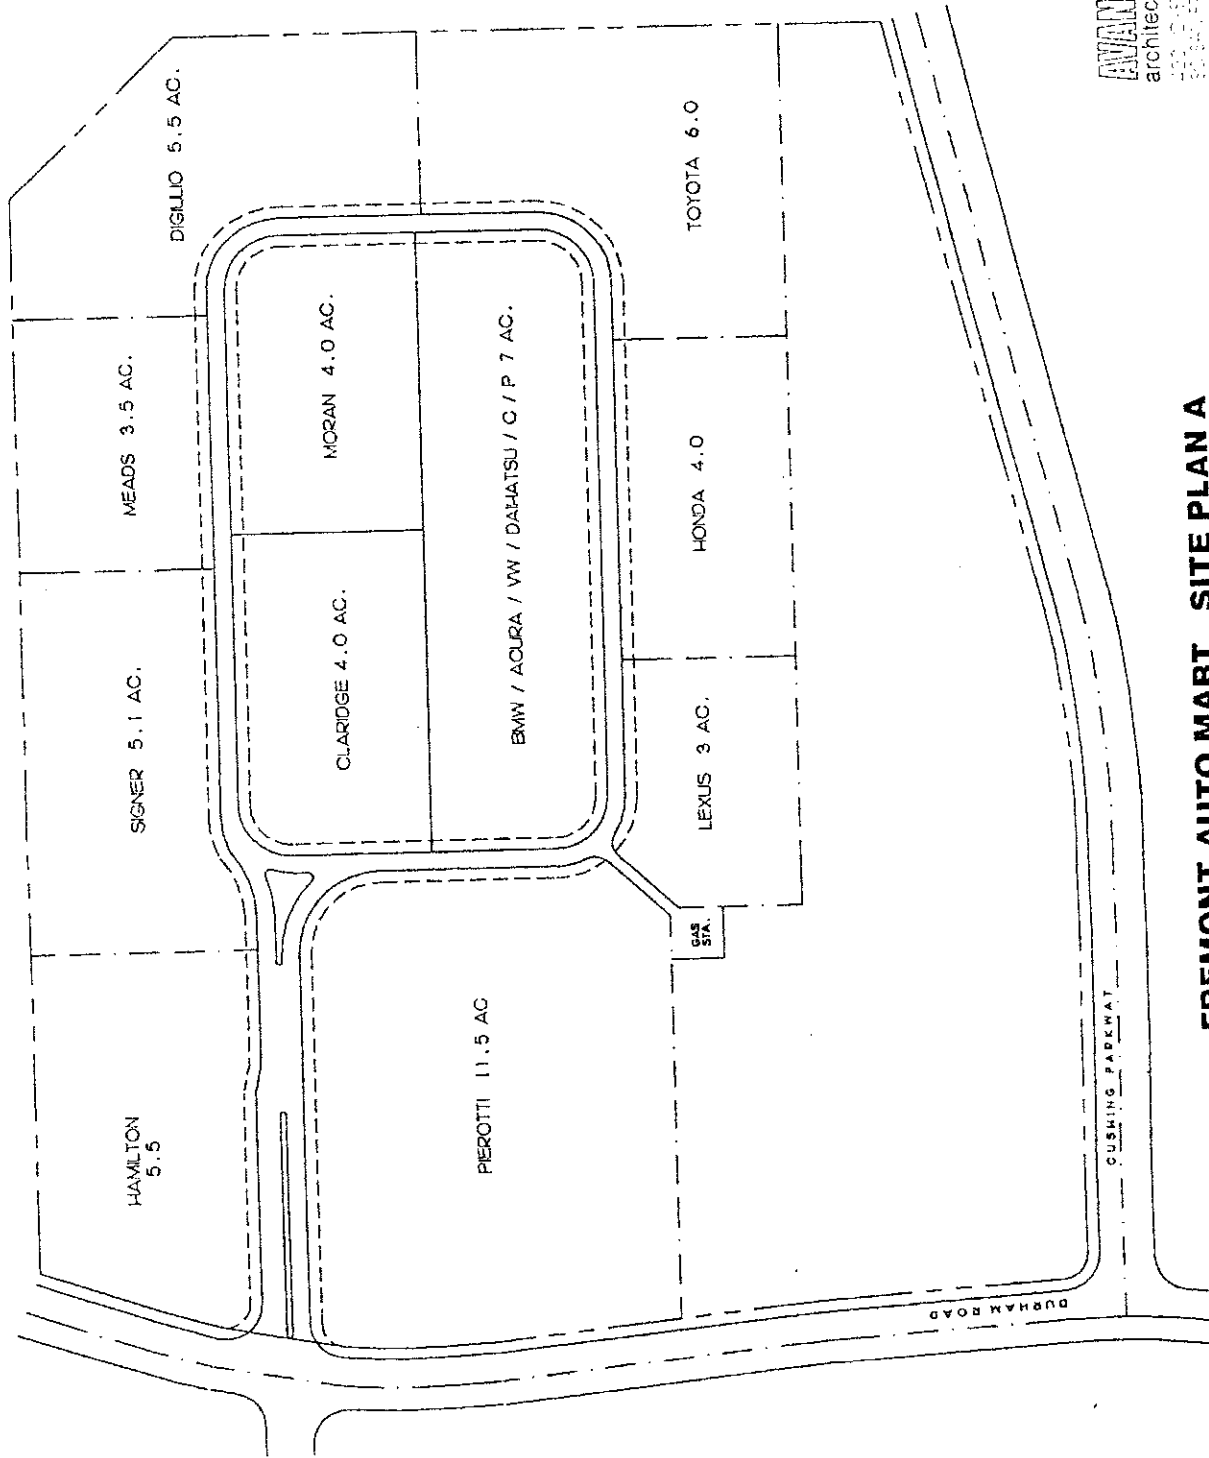 HAMILTON
5.5
SIGNER 5.1 AC.
MEADS 3.5 AC.
DIGILIO 5.5 AC.
CLARIDGE 4.0 AC.
MORAN 4.0 AC.
BMW / ACURA / VW / DAIHATSU / C / P 7 AC.
PIEROTTI 11.5 AC
GAS
STA.
LEXUS 3 AC.
HONDA 4.0
TOYOTA 6.0
DURHAM ROAD
CUSHING PARKWAY
FREMONT AUTO MART SITE PLAN A